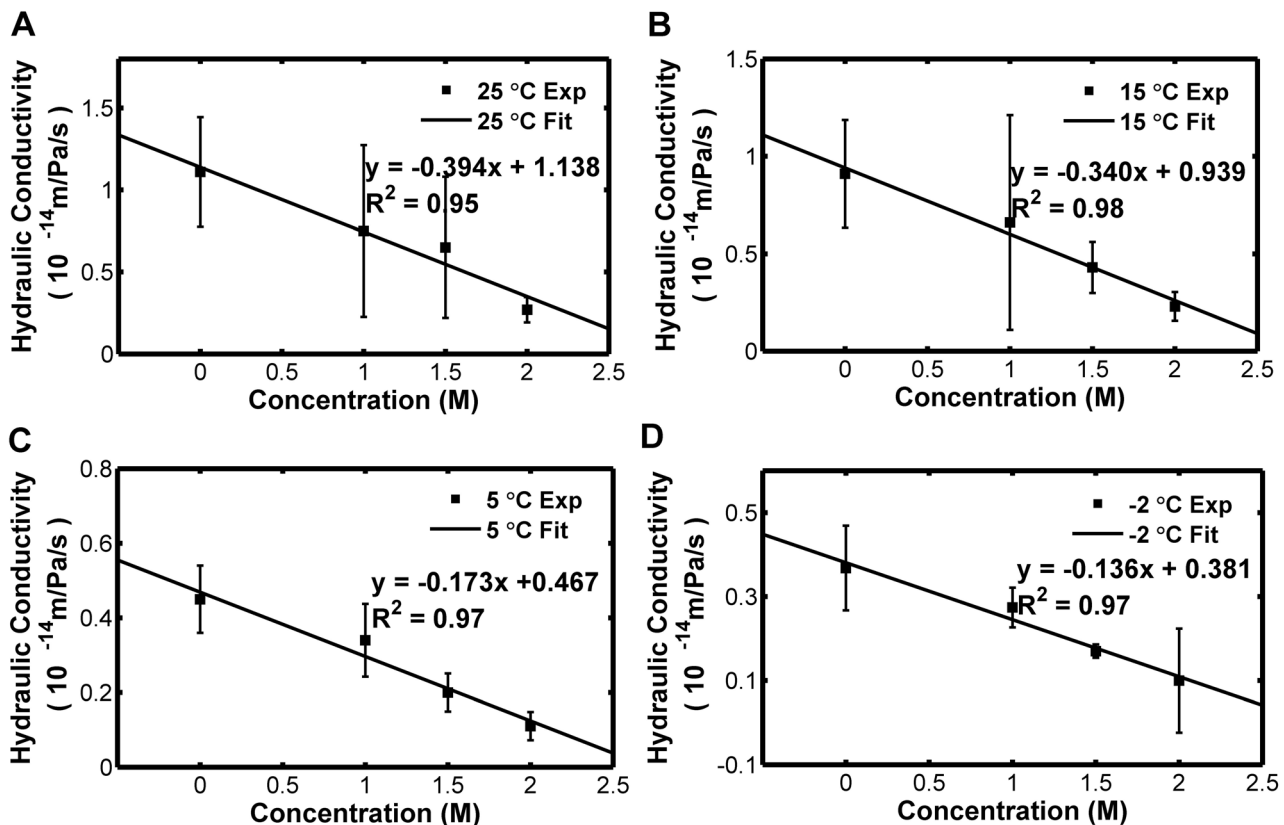 A
Hydraulic Conductivity
( 10 -14m/Pa/s )
1.5
1
0.5
0
25 °C Exp
25 °C Fit
y = -0.394x + 1.138
R2 = 0.95
0 0.5 1 1.5 2 2.5
Concentration (M)
B
Hydraulic Conductivity
( 10 -14m/Pa/s )
1.5
1
0.5
0
15 °C Exp
15 °C Fit
y = -0.340x + 0.939
R2 = 0.98
0 0.5 1 1.5 2 2.5
Concentration (M)
C
Hydraulic Conductivity
( 10 -14m/Pa/s )
0.8
0.6
0.4
0.2
0
5 °C Exp
5 °C Fit
y = -0.173x +0.467
R2 = 0.97
0 0.5 1 1.5 2 2.5
Concentration (M)
D
Hydraulic Conductivity
( 10 -14m/Pa/s )
0.5
0.3
0.1
-0.1
-2 °C Exp
-2 °C Fit
y = -0.136x + 0.381
R2 = 0.97
0 0.5 1 1.5 2 2.5
Concentration (M)